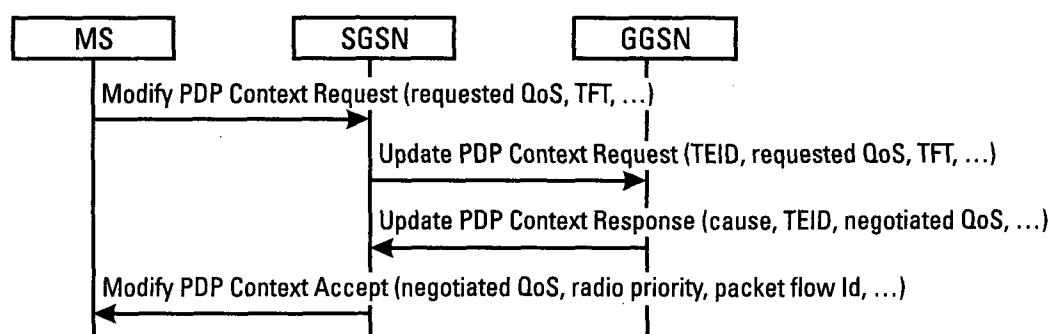 MS
SGSN
GGSN
Modify PDP Context Request (requested QoS, TFT, ...)
Update PDP Context Request (TEID, requested QoS, TFT, ...)
Update PDP Context Response (cause, TEID, negotiated QoS, ...)
Modify PDP Context Accept (negotiated QoS, radio priority, packet flow Id, ...)